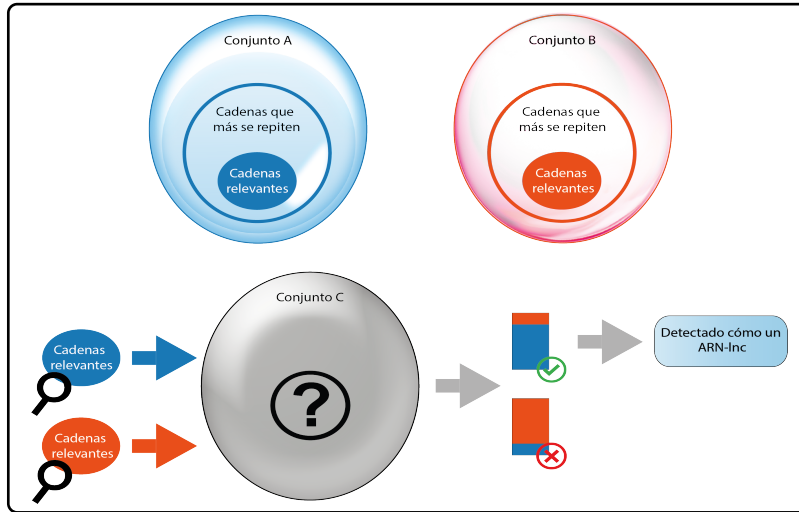 Conjunto A
Cadenas que
más se repiten
Cadenas
relevantes
Conjunto B
Cadenas que
más se repiten
Cadenas
relevantes
Conjunto C
?
Cadenas
relevantes
Cadenas
relevantes
Detectado cómo un
ARN-lnc